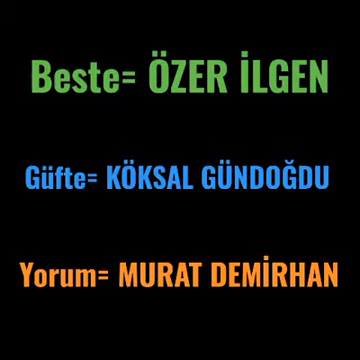 Beste= ÖZER İLGEN
Güfte= KÖKSAL GÜNDOĞDU
Yorum= MURAT DEMİRHAN